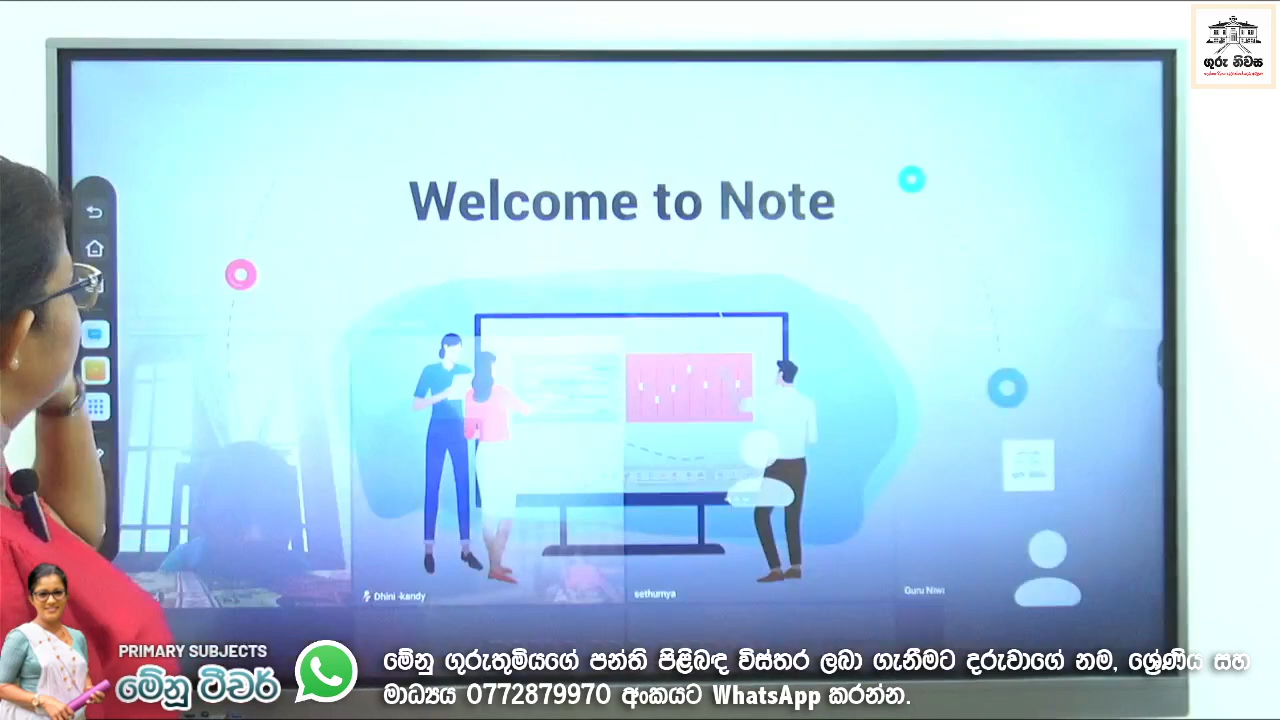 ගුරු නිවස
Welcome to Note
Dhini -kandy
sethumya
Guru Niwa
PRIMARY SUBJECTS
මේනු ටීචර්
මේනු ගුරුතුමියගේ පන්ති පිළිබඳ විස්තර ලබා ගැනීමට දරුවාගේ නම, ශ්‍රේණිය සහ
මාධ්‍යය 0772879970 අංකයට WhatsApp කරන්න.